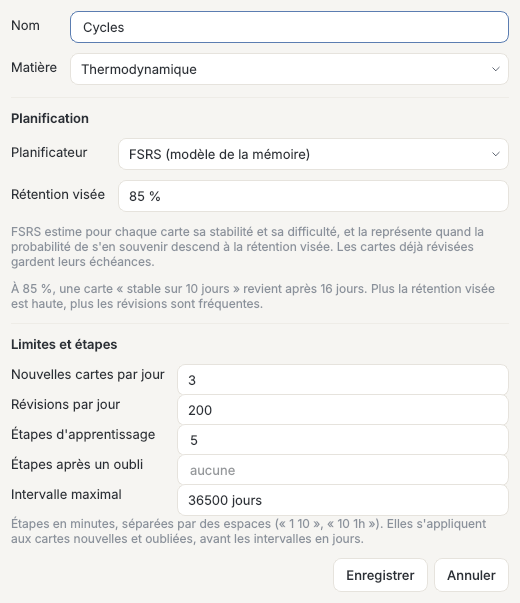 Nom
Cycles
Matière
Thermodynamique
Planification
Planificateur
FSRS (modèle de la mémoire)
Rétention visée
85 %
FSRS estime pour chaque carte sa stabilité et sa difficulté, et la représente quand la
probabilité de s'en souvenir descend à la rétention visée. Les cartes déjà révisées
gardent leurs échéances.
À 85 %, une carte « stable sur 10 jours » revient après 16 jours. Plus la rétention visée
est haute, plus les révisions sont fréquentes.
Limites et étapes
Nouvelles cartes par jour
3
Révisions par jour
200
Étapes d'apprentissage
5
Étapes après un oubli
aucune
Intervalle maximal
36500 jours
Étapes en minutes, séparées par des espaces (« 1 10 », « 10 1h »). Elles s'appliquent
aux cartes nouvelles et oubliées, avant les intervalles en jours.
Enregistrer
Annuler